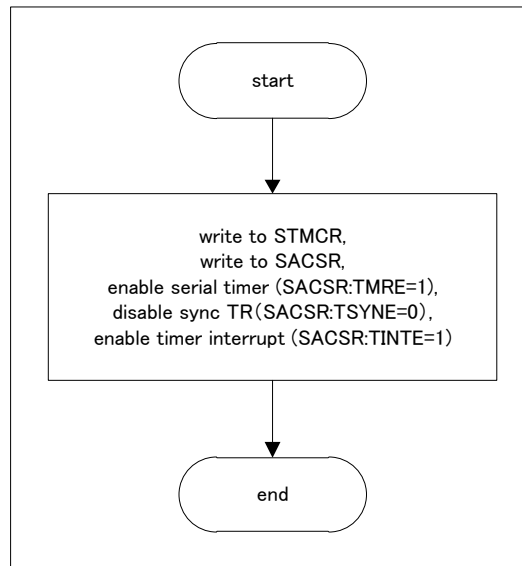 start
write to STMCR,
write to SACSR,
enable serial timer (SACSR:TMRE=1),
disable sync TR(SACSR:TSYNE=0),
enable timer interrupt (SACSR:TINTE=1)
end